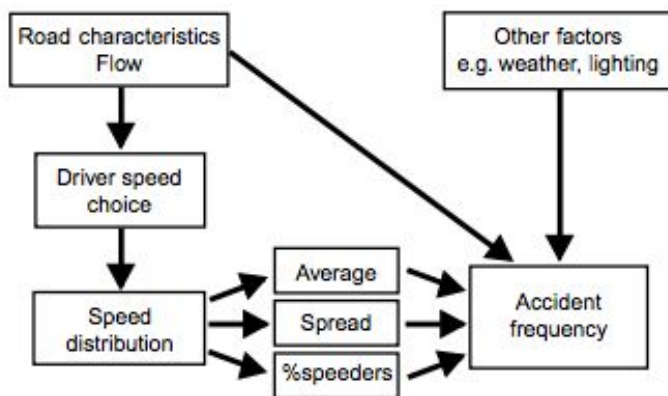 Road characteristics
Flow
Other factors
e.g. weather, lighting
Driver speed
choice
Speed
distribution
Average
Spread
%speeders
Accident
frequency